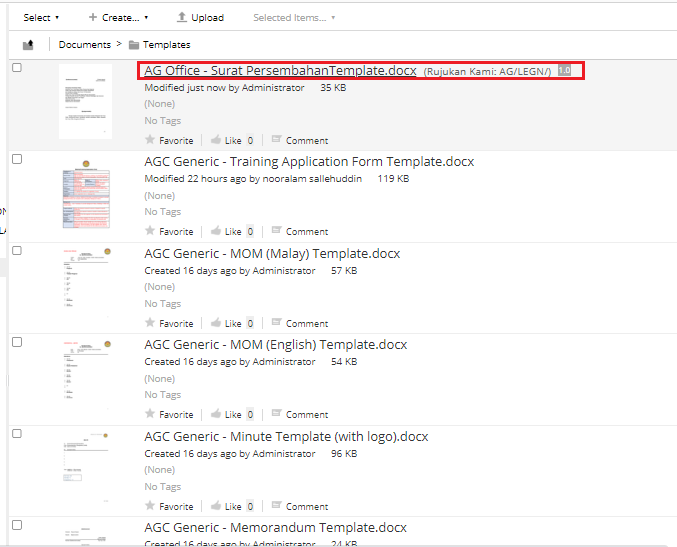 Select Create... Upload Selected Items...
Documents > Templates
AG Office - Surat PersembahanTemplate.docx (Rujukan Kami: AG/LEGN/) 1.0
Modified just now by Administrator 35 KB
(None)
No Tags
Favorite Like 0 Comment
AGC Generic - Training Application Form Template.docx
Modified 22 hours ago by nooralam sallehuddin 119 KB
(None)
No Tags
Favorite Like 0 Comment
AGC Generic - MOM (Malay) Template.docx
Created 16 days ago by Administrator 57 KB
(None)
No Tags
Favorite Like 0 Comment
AGC Generic - MOM (English) Template.docx
Created 16 days ago by Administrator 54 KB
(None)
No Tags
Favorite Like 0 Comment
AGC Generic - Minute Template (with logo).docx
Created 16 days ago by Administrator 96 KB
(None)
No Tags
Favorite Like 0 Comment
AGC Generic - Memorandum Template.docx
Created 16 days ago by Administrator 24 KB